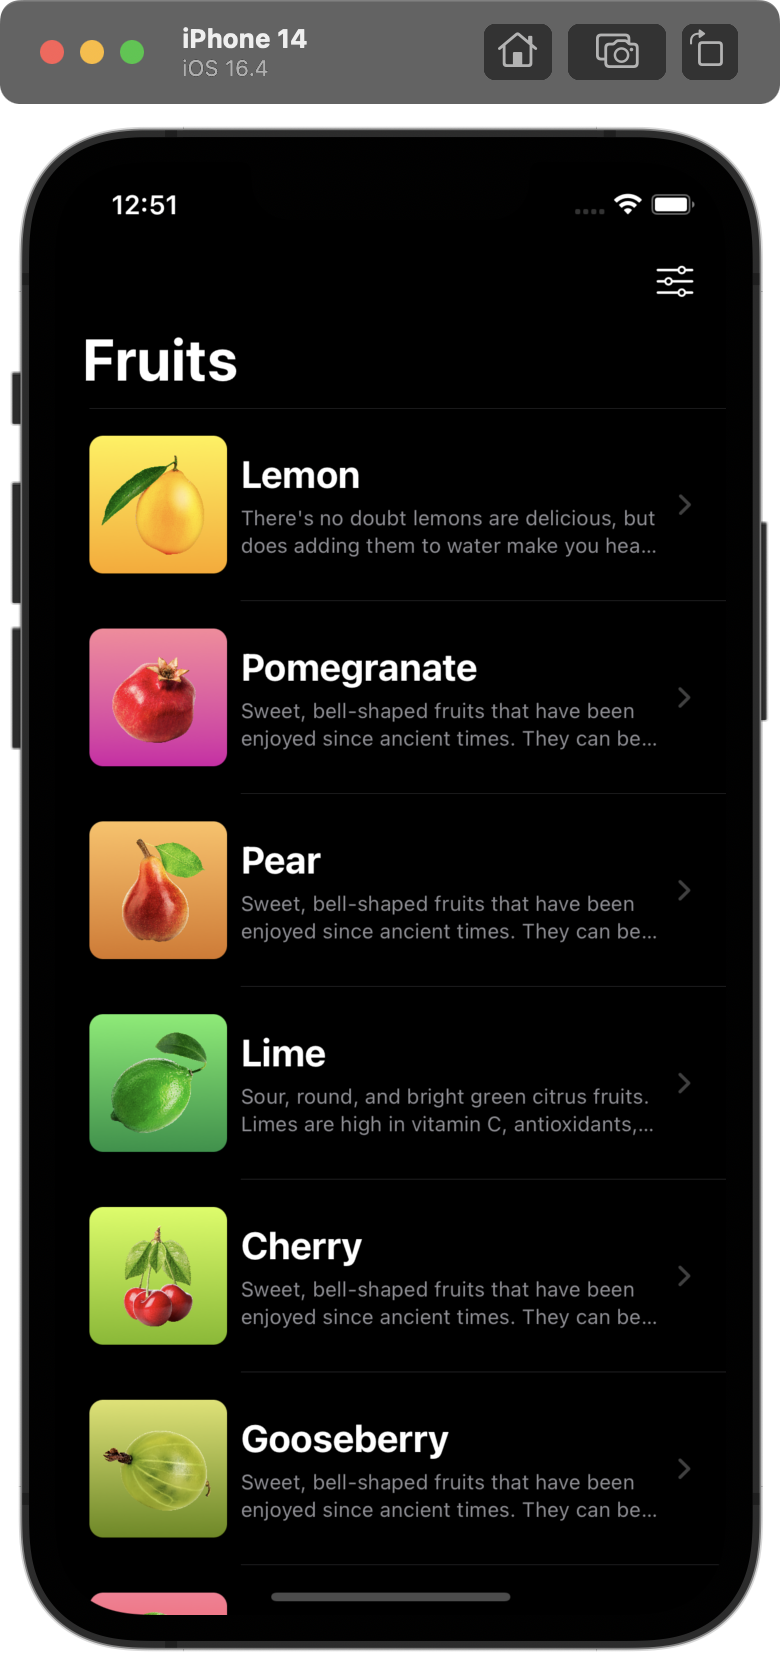 iPhone 14
iOS 16.4
12:51
Fruits
Lemon
There's no doubt lemons are delicious, but
does adding them to water make you hea...
Pomegranate
Sweet, bell-shaped fruits that have been
enjoyed since ancient times. They can be...
Pear
Sweet, bell-shaped fruits that have been
enjoyed since ancient times. They can be...
Lime
Sour, round, and bright green citrus fruits.
Limes are high in vitamin C, antioxidants,...
Cherry
Sweet, bell-shaped fruits that have been
enjoyed since ancient times. They can be...
Gooseberry
Sweet, bell-shaped fruits that have been
enjoyed since ancient times. They can be...